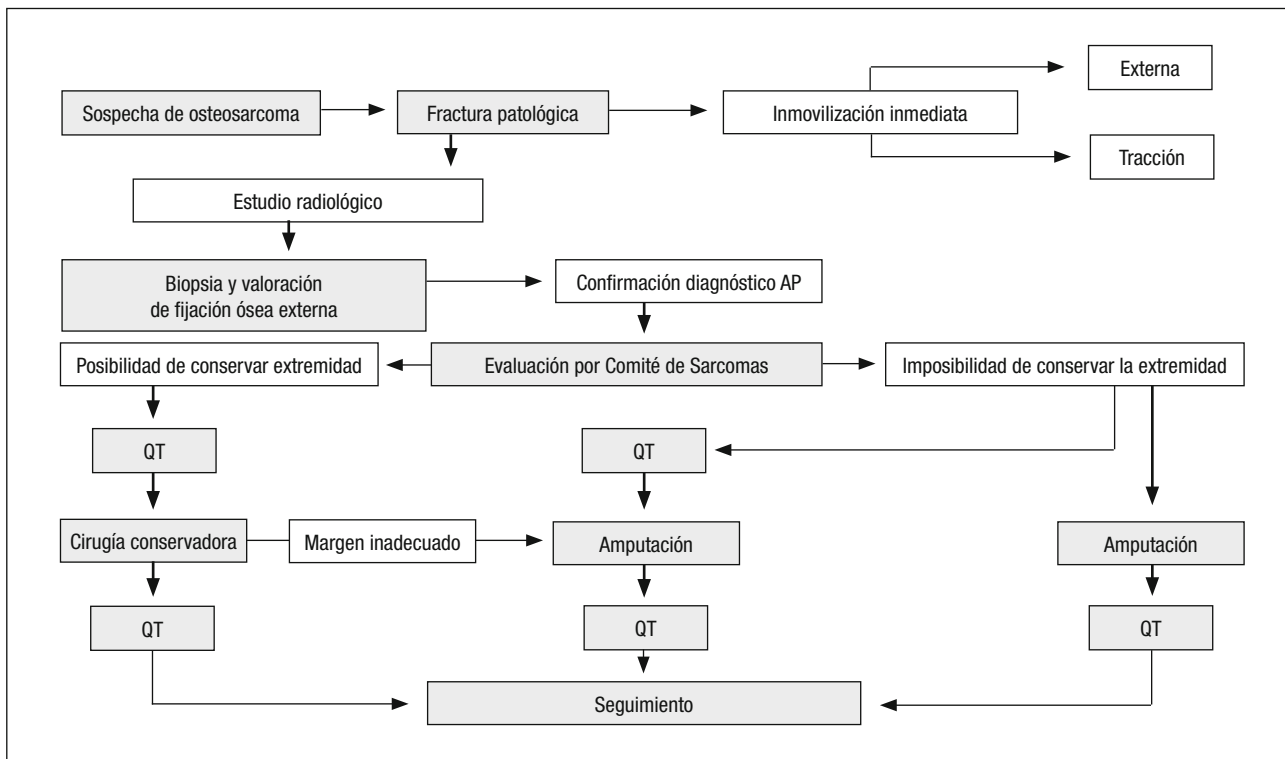 Externa
Sospecha de osteosarcoma
Fractura patológica
Inmovilización inmediata
Tracción
Estudio radiológico
Biopsia y valoración
de fijación ósea externa
Confirmación diagnóstico AP
Posibilidad de conservar extremidad
Evaluación por Comité de Sarcomas
Imposibilidad de conservar la extremidad
QT
QT
Cirugía conservadora
Margen inadecuado
Amputación
Amputación
QT
QT
QT
Seguimiento